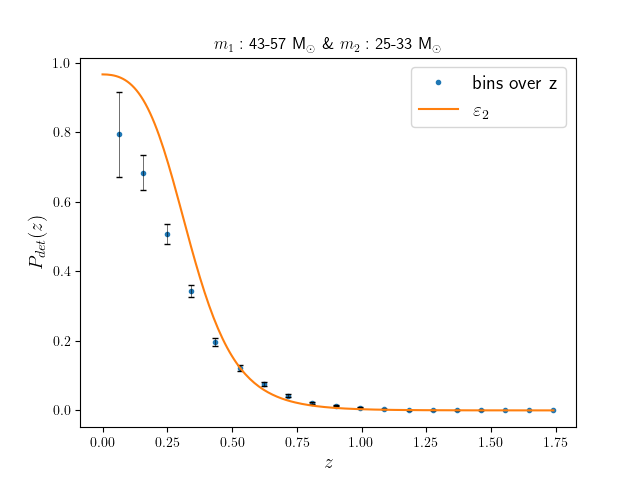 m₁ : 43-57 M⊙ & m₂ : 25-33 M⊙
bins over z
ε₂
P_det(z)
1.0
0.8
0.6
0.4
0.2
0.0
0.00 0.25 0.50 0.75 1.00 1.25 1.50 1.75
z